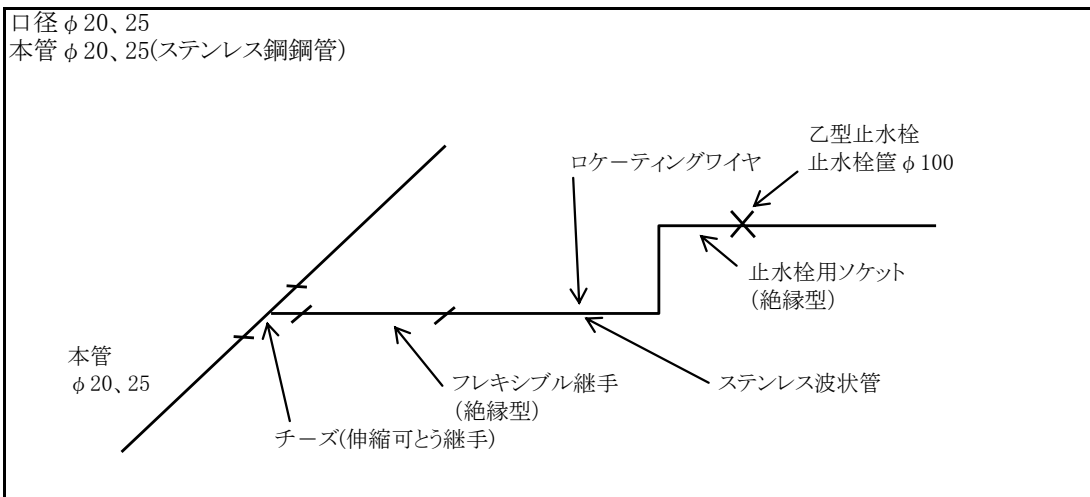 口径φ20、25
本管φ20、25(ステンレス鋼鋼管)
乙型止水栓
止水栓筐φ100
ロケーティングワイヤ
止水栓用ソケット
(絶縁型)
本管
φ20、25
フレキシブル継手
(絶縁型)
ステンレス波状管
チーズ(伸縮可とう継手)